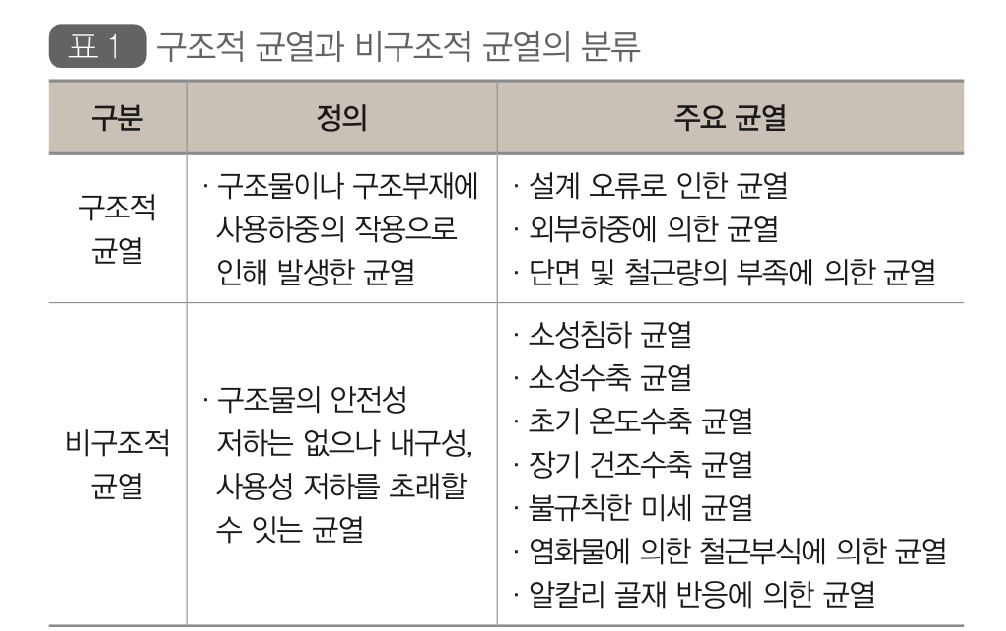 표 1 구조적 균열과 비구조적 균열의 분류
구분 정의 주요 균열
구조적
균열
· 구조물이나 구조부재에
사용하중의 작용으로
인해 발생한 균열
· 설계 오류로 인한 균열
· 외부하중에 의한 균열
· 단면 및 철근량의 부족에 의한 균열
비구조적
균열
· 구조물의 안전성
저하는 없으나 내구성,
사용성 저하를 초래할
수 잇는 균열
· 소성침하 균열
· 소성수축 균열
· 초기 온도수축 균열
· 장기 건조수축 균열
· 불규칙한 미세 균열
· 염화물에 의한 철근부식에 의한 균열
· 알칼리 골재 반응에 의한 균열